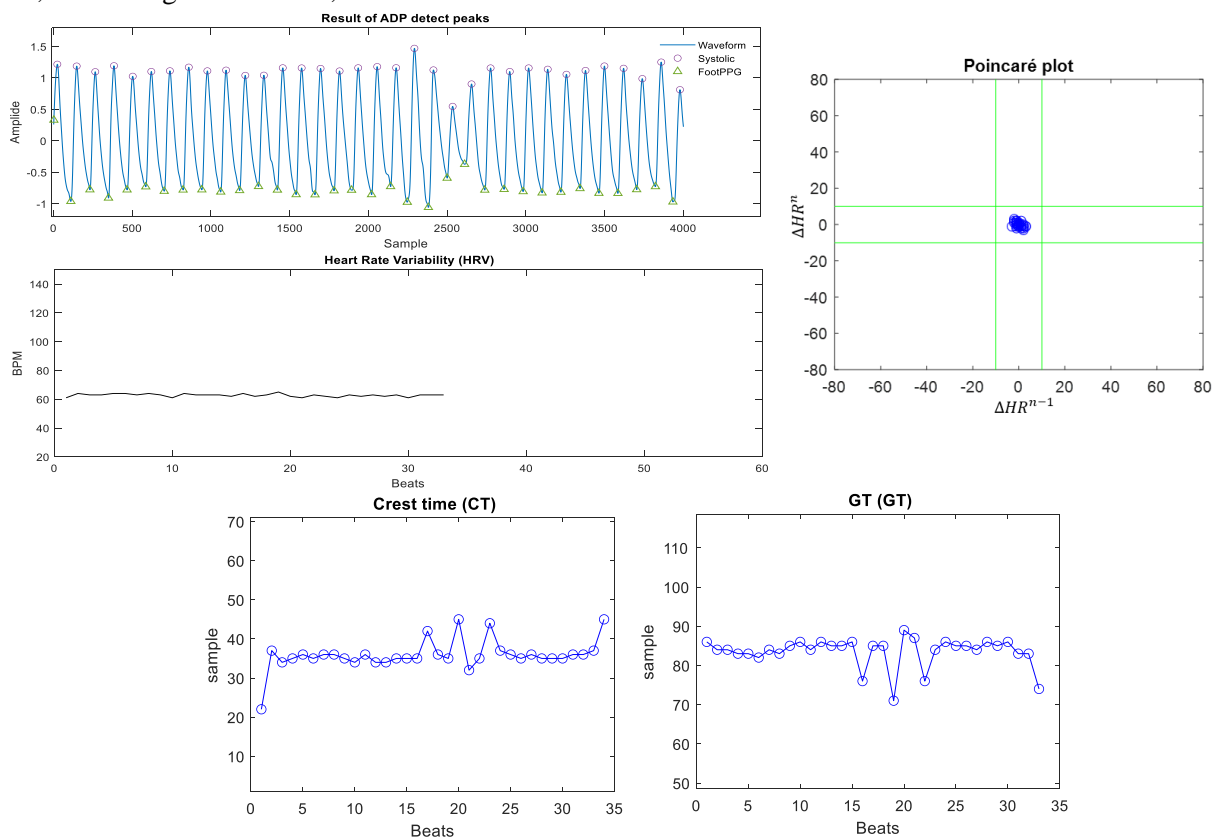 Result of ADP detect peaks
1.5
1
0.5
0
-0.5
-1
Amplide
0 500 1000 1500 2000 2500 3000 3500 4000
Sample
Waveform
Systolic
FootPPG
Poincaré plot
80
60
40
20
0
-20
-40
-60
-80
ΔHRⁿ
-80 -60 -40 -20 0 20 40 60 80
ΔHRⁿ⁻¹
Heart Rate Variability (HRV)
140
120
100
80
60
40
20
BPM
0 10 20 30 40 50 60
Beats
Crest time (CT)
70
60
50
40
30
20
10
sample
0 5 10 15 20 25 30 35
Beats
GT (GT)
110
100
90
80
70
60
50
sample
0 5 10 15 20 25 30 35
Beats